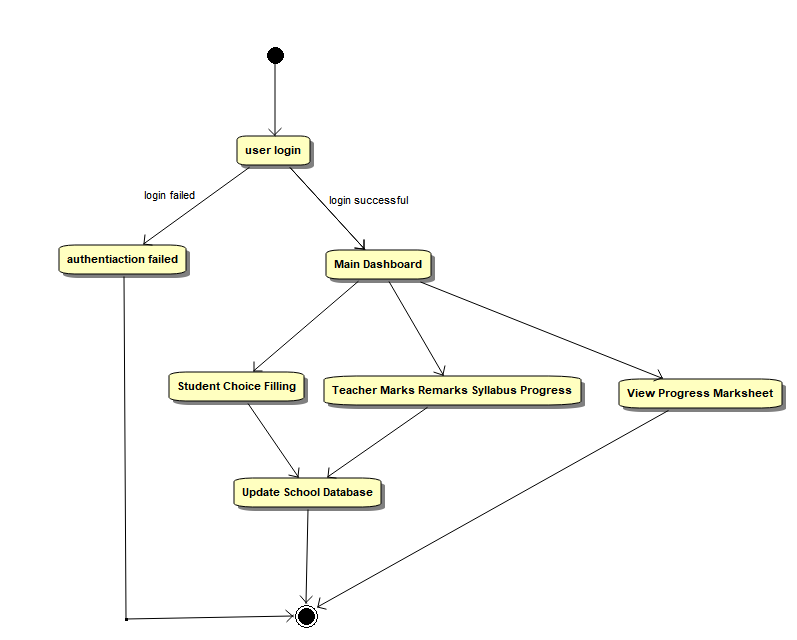 user login
login failed
login successful
authentiaction failed
Main Dashboard
Student Choice Filling
Teacher Marks Remarks Syllabus Progress
View Progress Marksheet
Update School Database